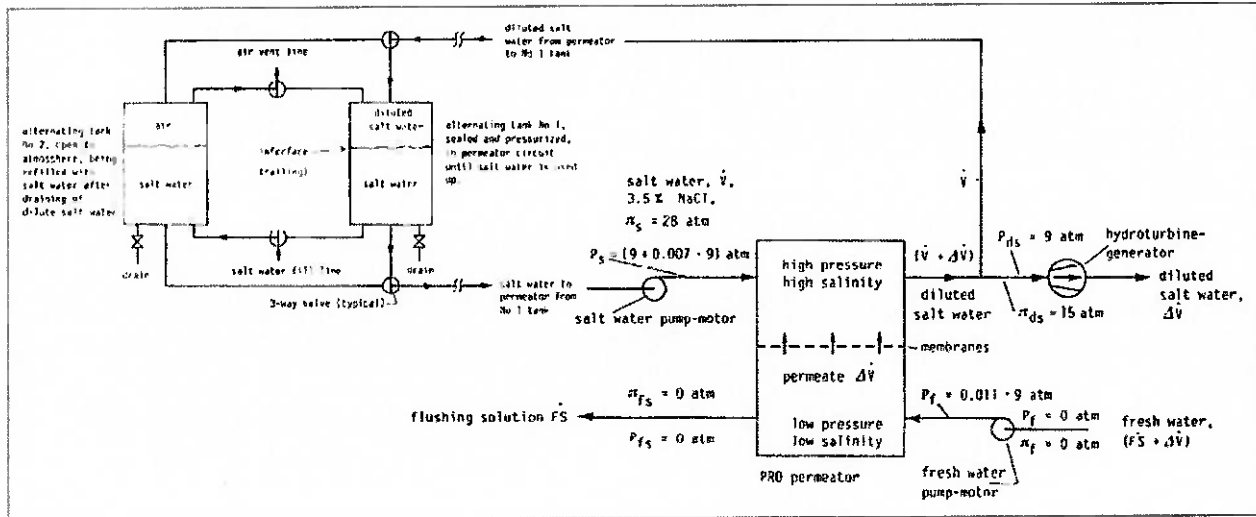 diluted salt
water from permeator
to No 1 tank
air vent line
alternating tank
No 2, open to
atmosphere, being
refilled with
salt water after
draining of
dilute salt water
air
salt water
diluted
salt water
interface
salt water
alternating tank No 1,
sealed and pressurized,
in permeator circuit
until salt water is used
up.
drain
salt water fill line
drain
3-way valve (typical)
salt water to
permeator from
No 1 tank
salt water, V̇,
3.5% NaCl,
π_s = 28 atm
P_s = (9 + 0.007 · 9) atm
salt water pump-motor
high pressure
high salinity
(V̇ + ΔV̇)
diluted
salt water
V̇
P_ds = 9 atm
π_ds = 15 atm
hydroturbine-
generator
diluted
salt water,
ΔV̇
membranes
permeate ΔV̇
π_fs = 0 atm
flushing solution ḞS
P_fs = 0 atm
low pressure
low salinity
P_f = 0.011 · 9 atm
P_f = 0 atm
π_f = 0 atm
fresh water,
(ḞS + ΔV̇)
PRO permeator
fresh water
pump-motor